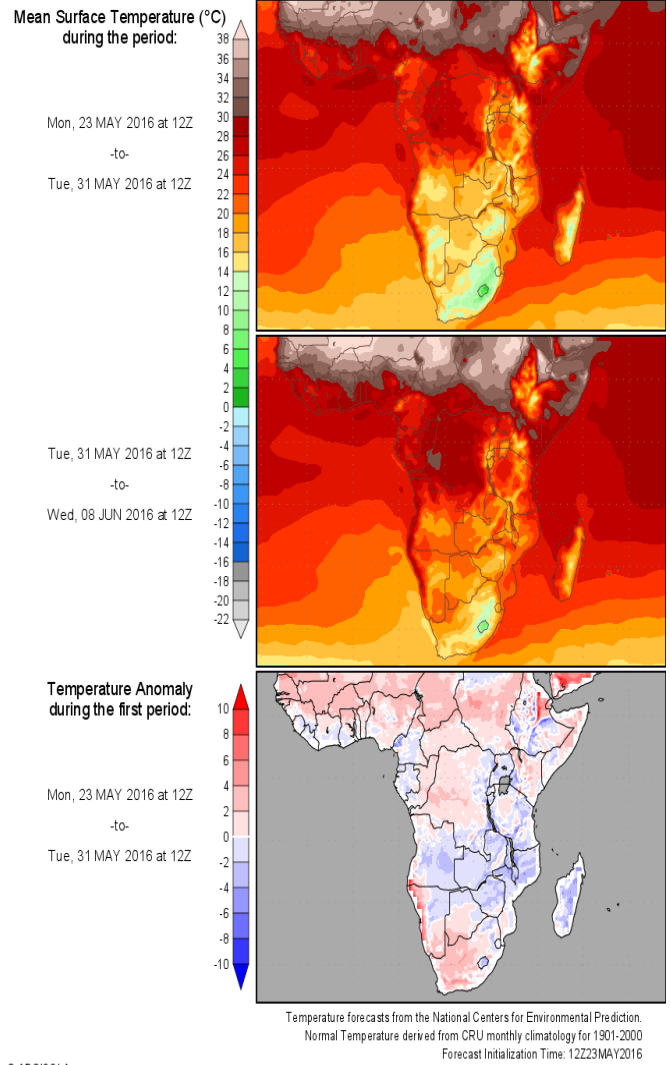 Mean Surface Temperature (°C)
during the period:
38
36
34
32
30
28
26
24
22
20
18
16
14
12
10
8
6
4
2
0
-2
-4
-6
-8
-10
-12
-14
-16
-18
-20
-22
Mon, 23 MAY 2016 at 12Z
-to-
Tue, 31 MAY 2016 at 12Z
Tue, 31 MAY 2016 at 12Z
-to-
Wed, 08 JUN 2016 at 12Z
Temperature Anomaly
during the first period:
10
8
6
4
2
0
-2
-4
-6
-8
-10
Mon, 23 MAY 2016 at 12Z
-to-
Tue, 31 MAY 2016 at 12Z
Temperature forecasts from the National Centers for Environmental Prediction.
Normal Temperature derived from CRU monthly climatology for 1901-2000
Forecast Initialization Time: 12Z23MAY2016